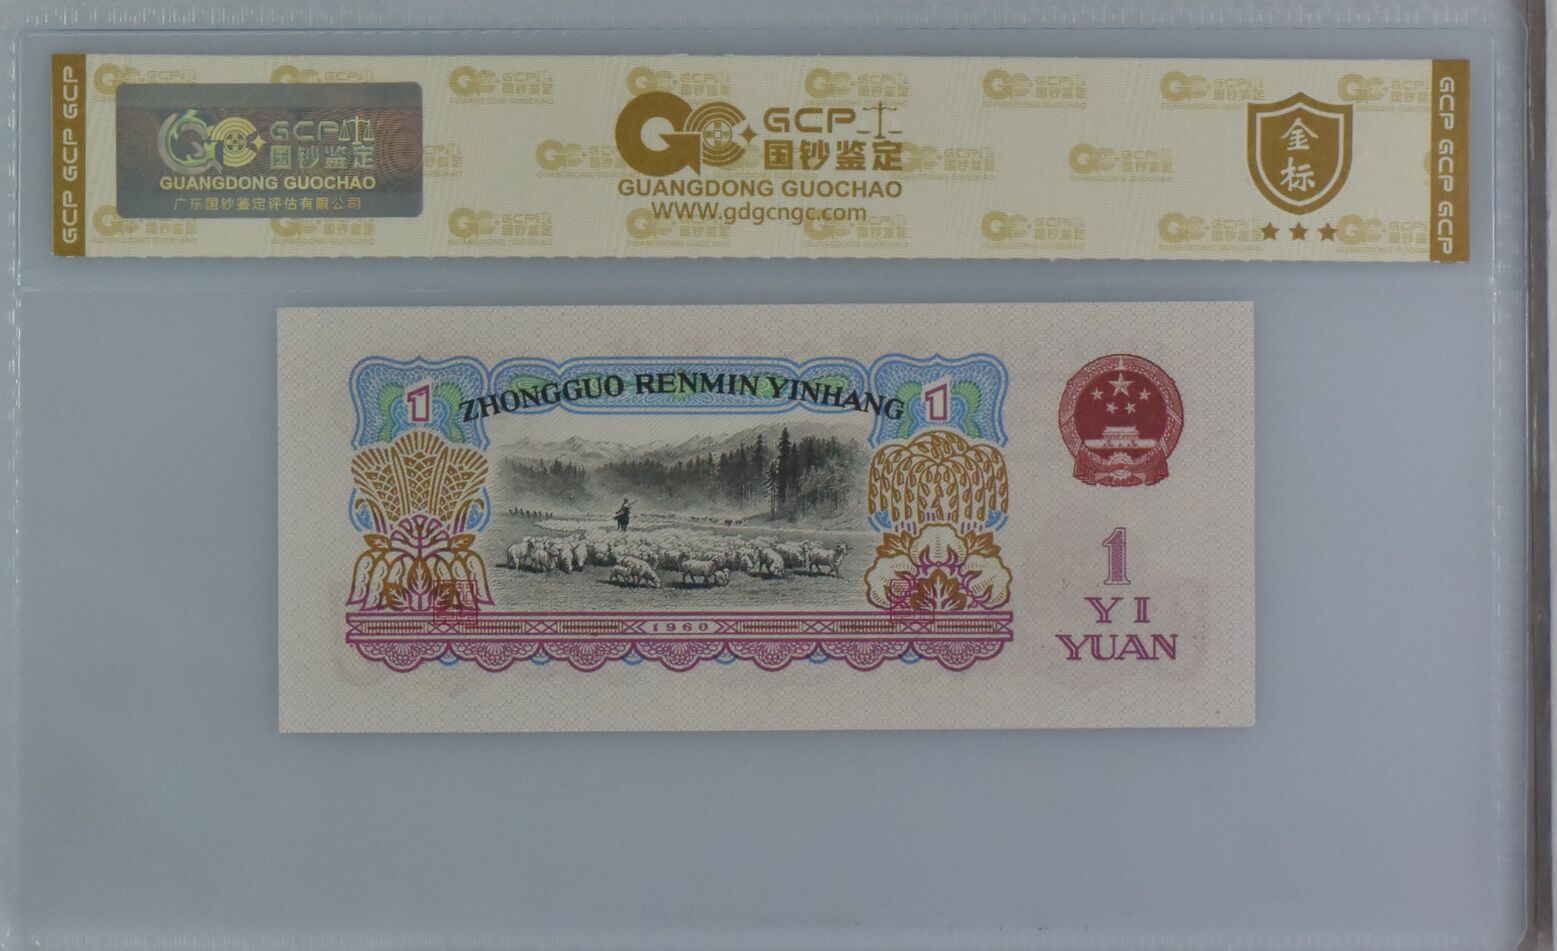 GCP GCP GCP
GCP
国钞鉴定
GUANGDONG GUOCHAO
广东国钞鉴定评估有限公司
GCP
国钞鉴定
GUANGDONG GUOCHAO
WWW.gdgcngc.com
金标
GCP GCP GCP
1
ZHONGGUO RENMIN YINHANG
1
1960
1
YI
YUAN